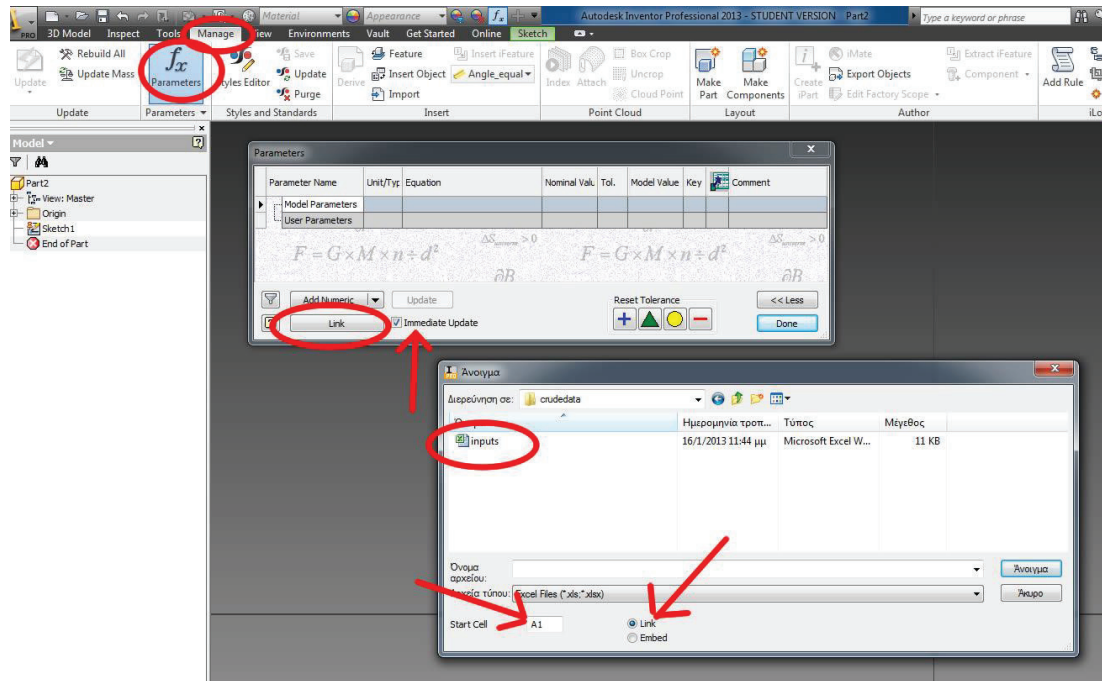 Material Appearance Autodesk Inventor Professional 2013 - STUDENT VERSION Part2 Type a keyword or phrase
PRO 3D Model Inspect Tools Manage View Environments Vault Get Started Online Sketch
Update
Rebuild All
Update Mass
Parameters
Styles Editor
Save
Update
Purge
Derive
Feature
Insert Object
Import
Insert iFeature
Angle_equal
Index
Attach
Box Crop
Uncrop
Cloud Point
Make Part
Make Components
Create iPart
iMate
Export Objects
Edit Factory Scope
Extract iFeature
Component
Add Rule
Update Parameters Styles and Standards Insert Point Cloud Layout Author iLo
Model
Part2
View: Master
Origin
Sketch1
End of Part
Parameters
Parameter Name Unit/Typ Equation Nominal Valu Tol. Model Value Key Comment
Model Parameters
User Parameters
F = G × M × n ÷ d² ΔS > 0 F = G × M × n ÷ d² ΔS > 0
∂B ∂B
Add Numeric Update Reset Tolerance << Less
Link Immediate Update Done
Άνοιγμα
Διερεύνηση σε: crudedata
Ημερομηνία τροπ... Τύπος Μέγεθος
inputs 16/1/2013 11:44 μμ Microsoft Excel W... 11 KB
Όνομα αρχείου: Άνοιγμα
τύπου: Excel Files (*.xls;*.xlsx) Άκυρο
Start Cell A1 Link
Embed